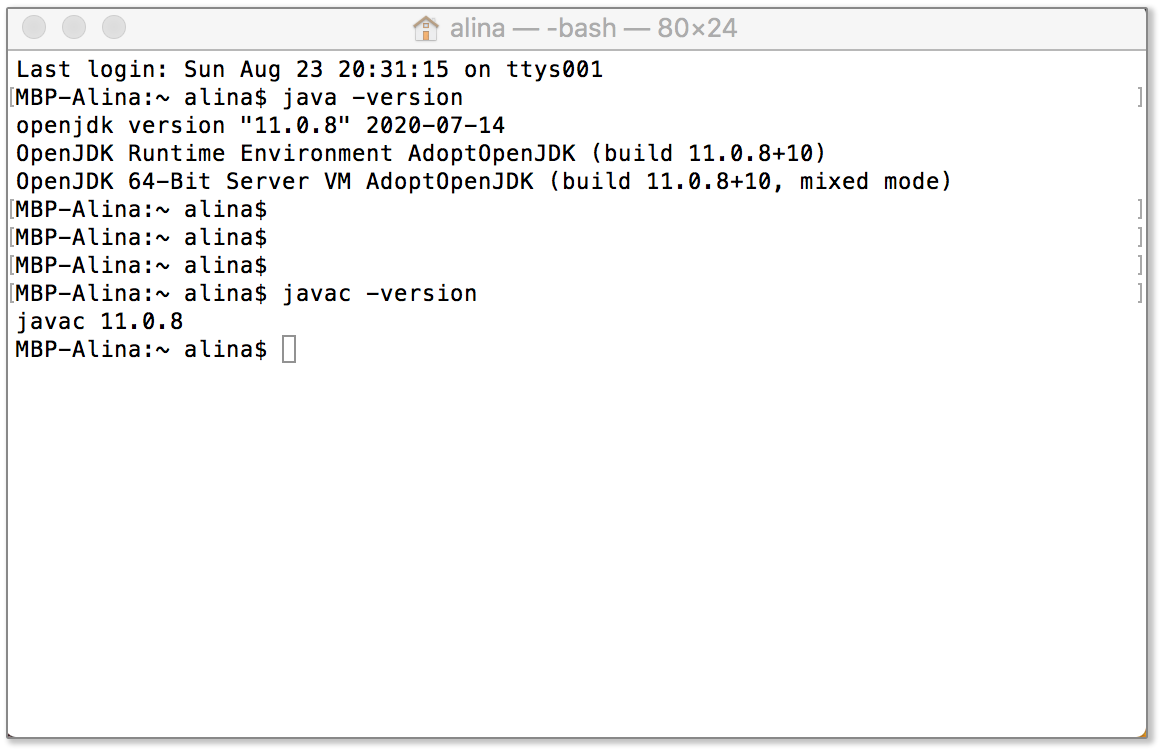 alina — -bash — 80×24
Last login: Sun Aug 23 20:31:15 on ttys001
[MBP-Alina:~ alina$ java -version ]
openjdk version "11.0.8" 2020-07-14
OpenJDK Runtime Environment AdoptOpenJDK (build 11.0.8+10)
OpenJDK 64-Bit Server VM AdoptOpenJDK (build 11.0.8+10, mixed mode)
[MBP-Alina:~ alina$ ]
[MBP-Alina:~ alina$ ]
[MBP-Alina:~ alina$ ]
[MBP-Alina:~ alina$ javac -version ]
javac 11.0.8
MBP-Alina:~ alina$